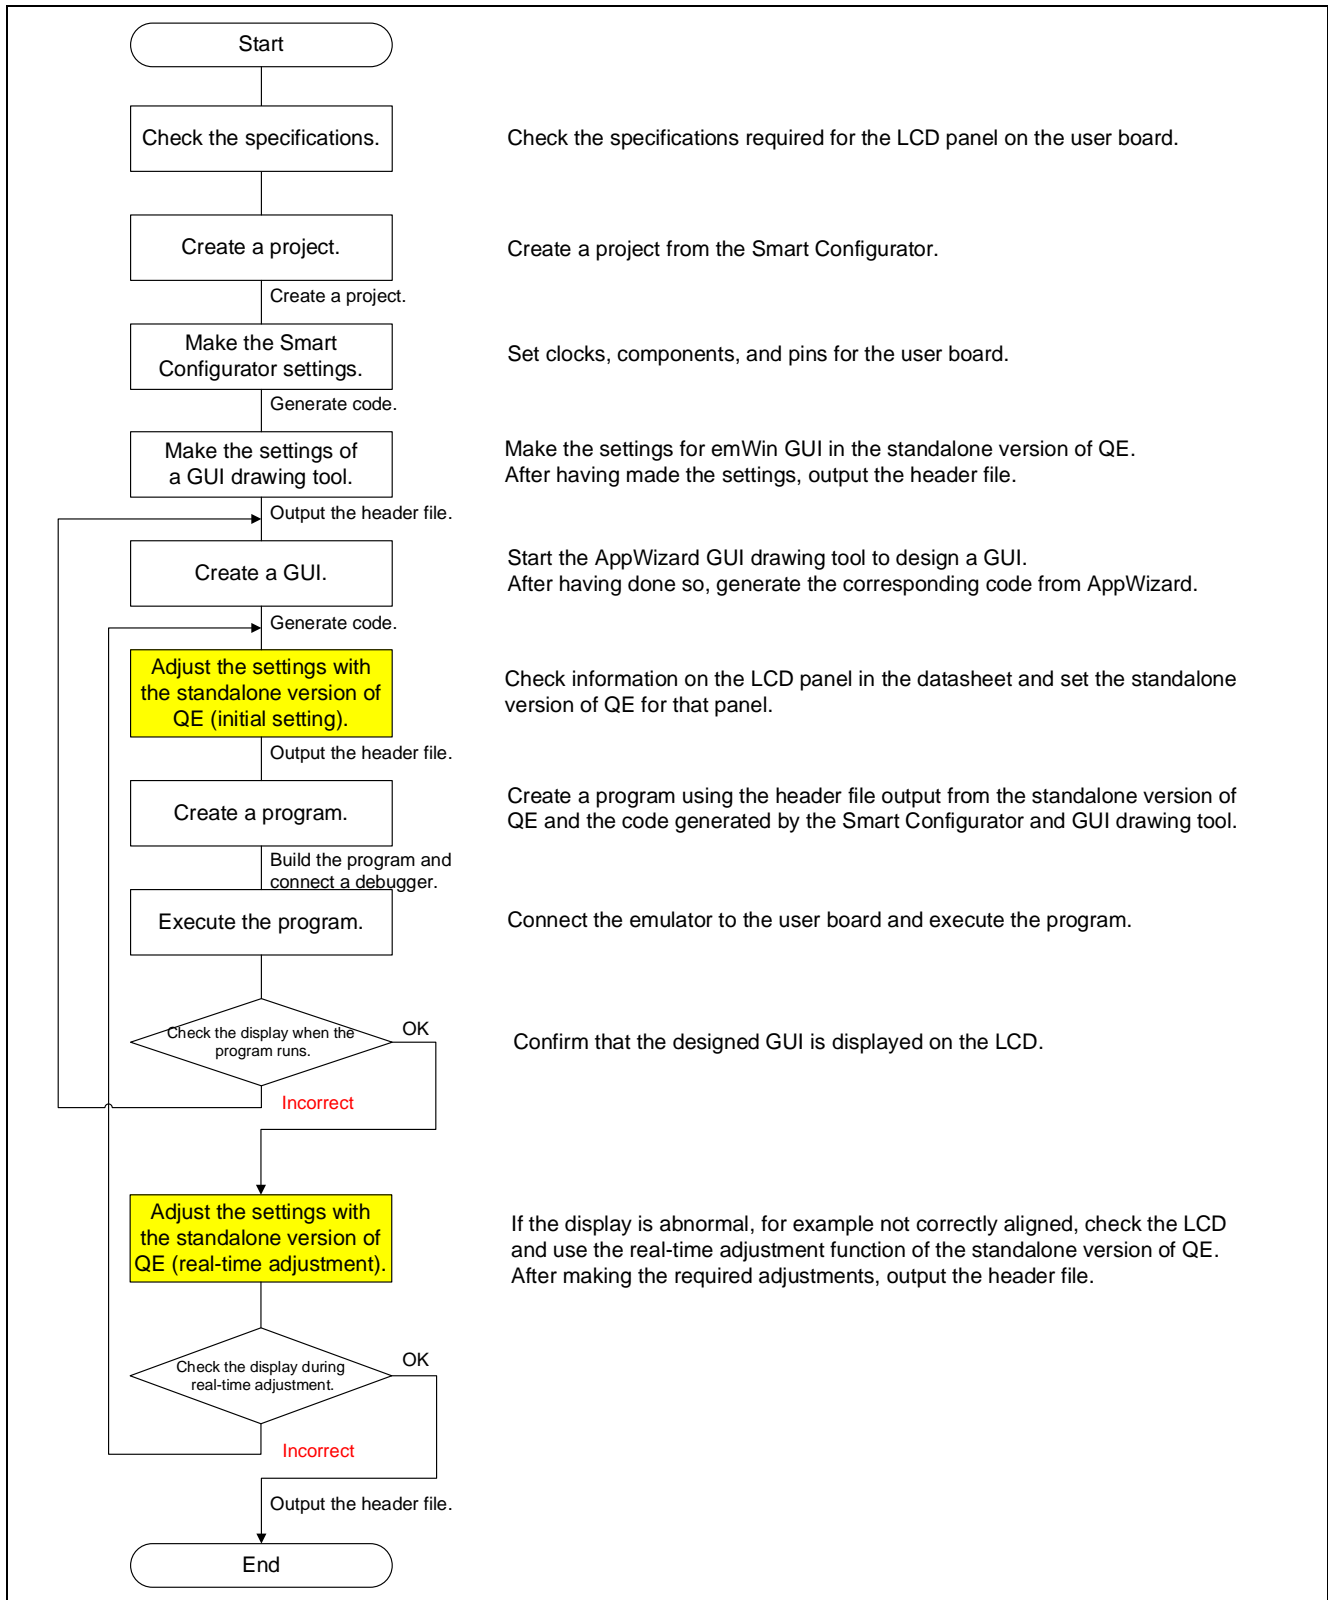 Start
Check the specifications.
Check the specifications required for the LCD panel on the user board.
Create a project.
Create a project from the Smart Configurator.
Create a project.
Make the Smart
Configurator settings.
Set clocks, components, and pins for the user board.
Generate code.
Make the settings of
a GUI drawing tool.
Make the settings for emWin GUI in the standalone version of QE.
After having made the settings, output the header file.
Output the header file.
Create a GUI.
Start the AppWizard GUI drawing tool to design a GUI.
After having done so, generate the corresponding code from AppWizard.
Generate code.
Adjust the settings with
the standalone version of
QE (initial setting).
Check information on the LCD panel in the datasheet and set the standalone
version of QE for that panel.
Output the header file.
Create a program.
Create a program using the header file output from the standalone version of
QE and the code generated by the Smart Configurator and GUI drawing tool.
Build the program and
connect a debugger.
Execute the program.
Connect the emulator to the user board and execute the program.
Check the display when the
program runs.
OK
Confirm that the designed GUI is displayed on the LCD.
Incorrect
Adjust the settings with
the standalone version of
QE (real-time adjustment).
If the display is abnormal, for example not correctly aligned, check the LCD
and use the real-time adjustment function of the standalone version of QE.
After making the required adjustments, output the header file.
Check the display during
real-time adjustment.
OK
Incorrect
Output the header file.
End